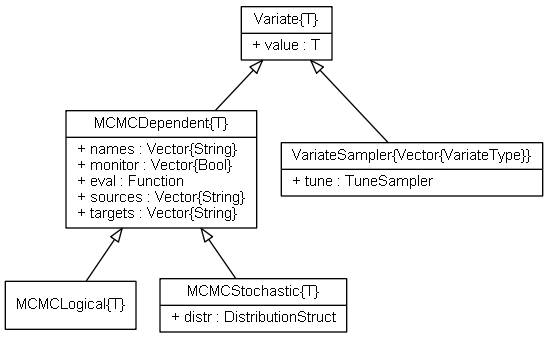 Variate{T}
+ value : T
MCMCDependent{T}
+ names : Vector{String}
+ monitor : Vector{Bool}
+ eval : Function
+ sources : Vector{String}
+ targets : Vector{String}
VariateSampler{Vector{VariateType}}
+ tune : TuneSampler
MCMCLogical{T}
MCMCStochastic{T}
+ distr : DistributionStruct